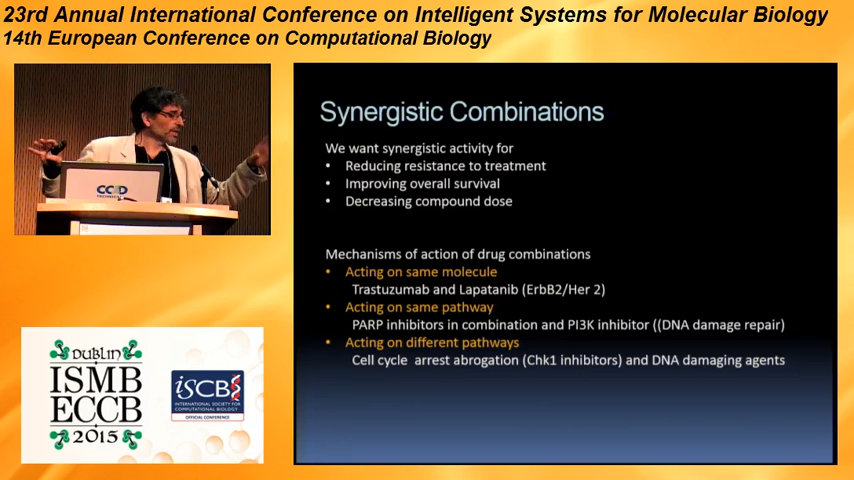 23rd Annual International Conference on Intelligent Systems for Molecular Biology
14th European Conference on Computational Biology
Synergistic Combinations
We want synergistic activity for
• Reducing resistance to treatment
• Improving overall survival
• Decreasing compound dose
Mechanisms of action of drug combinations
• Acting on same molecule
Trastuzumab and Lapatanib (ErbB2/Her 2)
• Acting on same pathway
PARP inhibitors in combination and PI3K inhibitor ((DNA damage repair)
• Acting on different pathways
Cell cycle arrest abrogation (Chk1 inhibitors) and DNA damaging agents
DUBLIN
ISMB
ECCB
2015
iSCB
INTERNATIONAL SOCIETY FOR
COMPUTATIONAL BIOLOGY
OFFICIAL CONFERENCE